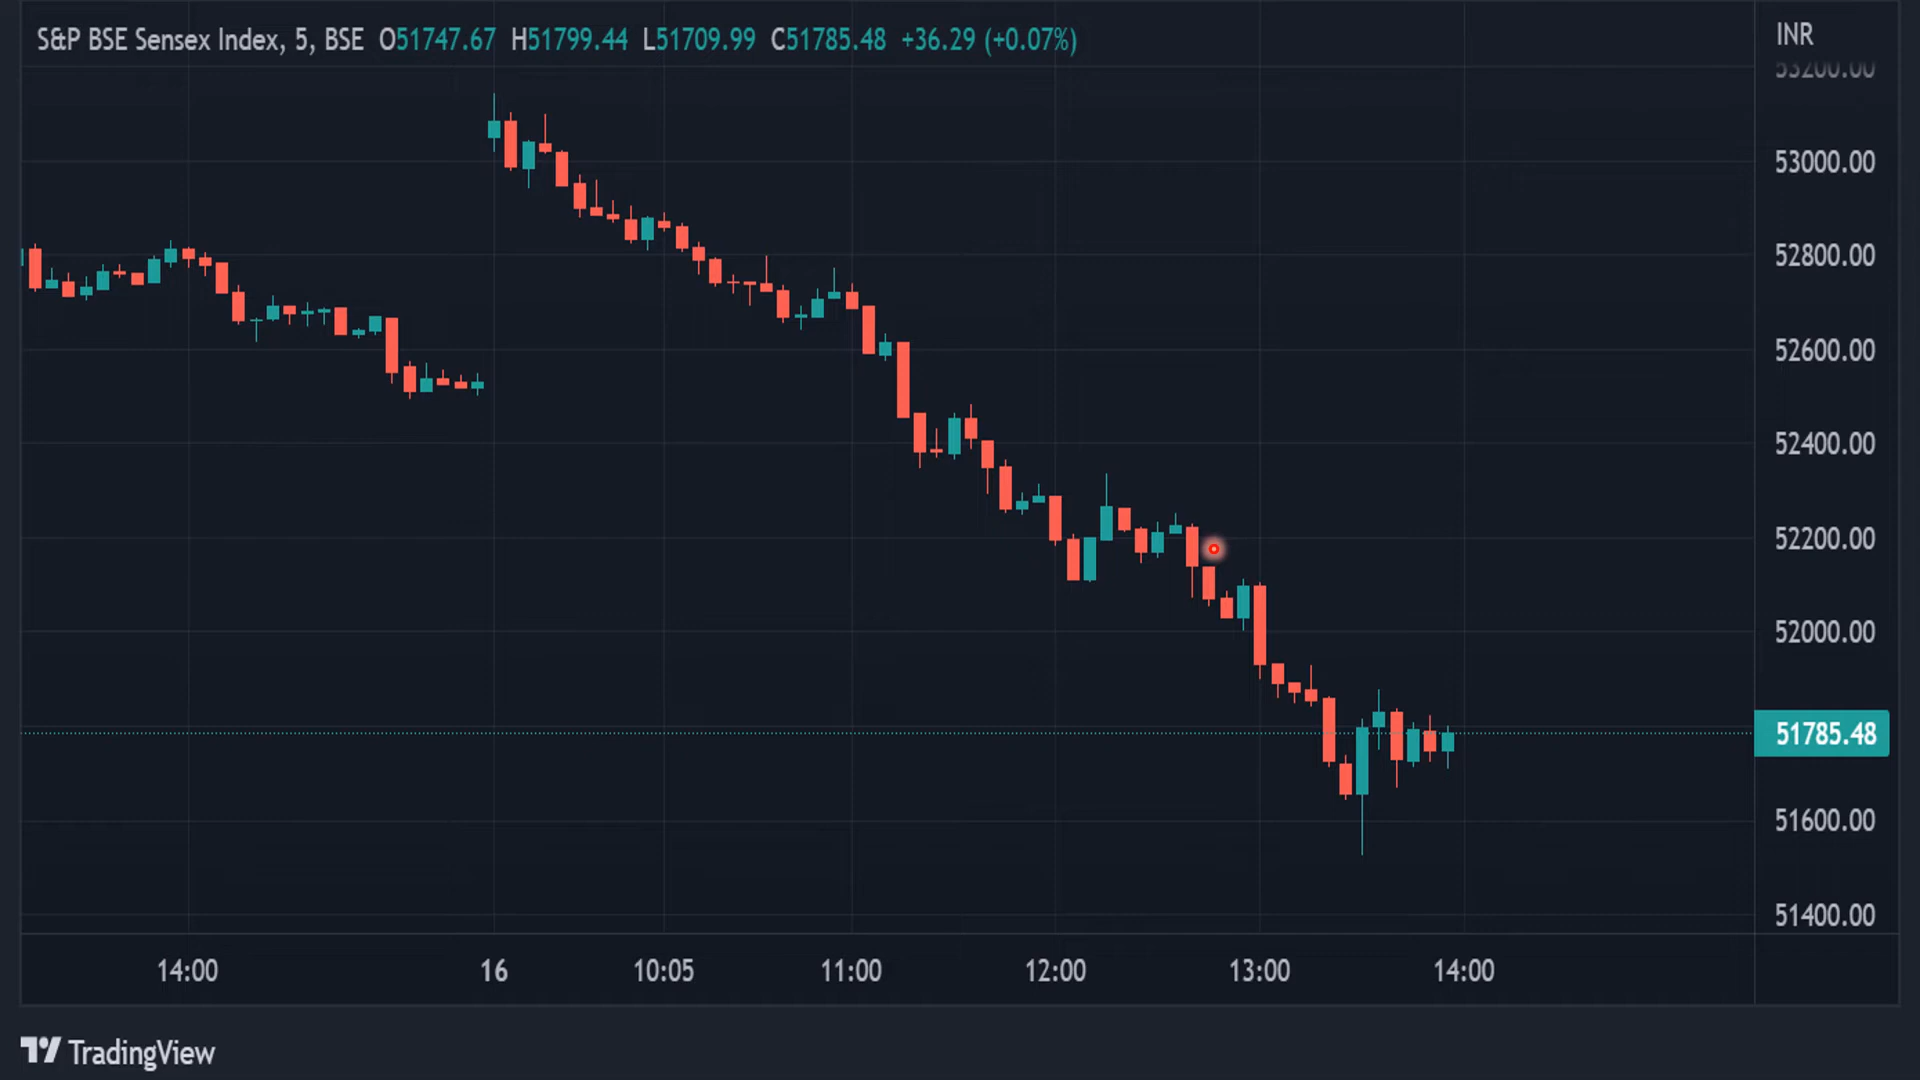 S&P BSE Sensex Index, 5, BSE O51747.67 H51799.44 L51709.99 C51785.48 +36.29 (+0.07%)
INR
53200.00
53000.00
52800.00
52600.00
52400.00
52200.00
52000.00
51785.48
51600.00
51400.00
14:00 16 10:05 11:00 12:00 13:00 14:00
TradingView